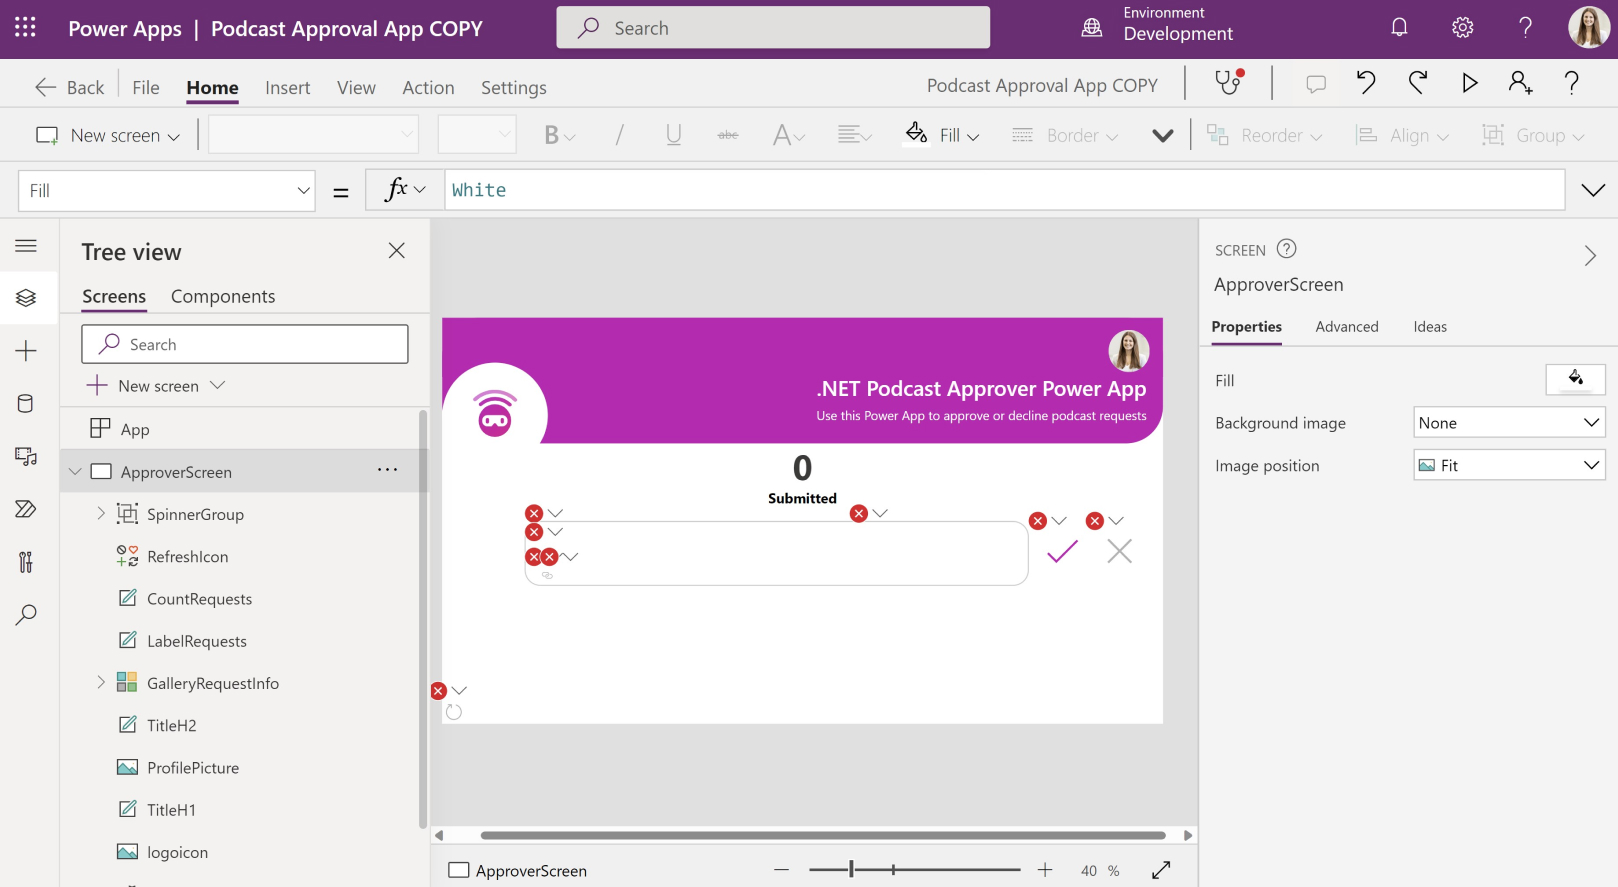 Power Apps | Podcast Approval App COPY
Search
Environment
Development
Back File Home Insert View Action Settings
Podcast Approval App COPY
New screen
B / U abc A Fill Border Reorder Align Group
Fill = fx White
Tree view
Screens Components
Search
New screen
App
ApproverScreen
SpinnerGroup
RefreshIcon
CountRequests
LabelRequests
GalleryRequestInfo
TitleH2
ProfilePicture
TitleH1
logoicon
.NET Podcast Approver Power App
Use this Power App to approve or decline podcast requests
0
Submitted
ApproverScreen
40 %
SCREEN
ApproverScreen
Properties Advanced Ideas
Fill
Background image None
Image position Fit